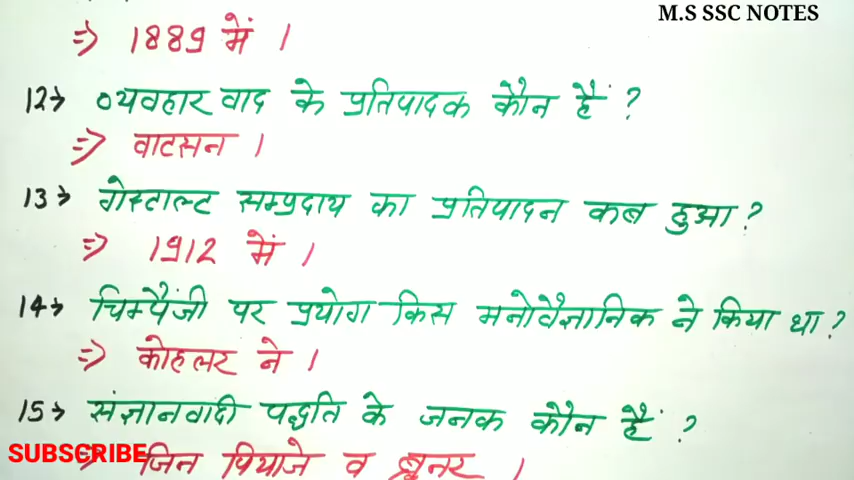 M.S SSC NOTES
=> 1889 में ।
12→ व्यवहारवाद के प्रतिपादक कौन हैं ?
=> वाटसन ।
13→ गेस्टाल्ट सम्प्रदाय का प्रतिपादन कब हुआ ?
=> 1912 में ।
14→ चिम्पैंजी पर प्रयोग किस मनोवैज्ञानिक ने किया था ?
=> कोहलर ने ।
15→ संज्ञानवादी पद्धति के जनक कौन हैं ?
SUBSCRIBE
=> जिन पियाजे व ब्रूनर ।